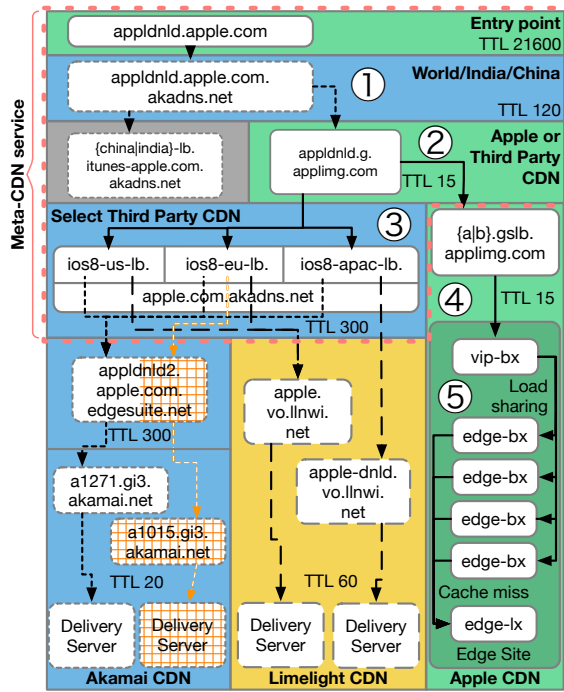 appldnld.apple.com
Entry point
TTL 21600
appldnld.apple.com.
akadns.net
1
World/India/China
TTL 120
Meta-CDN service
{china|india}-lb.
itunes-apple.com.
akadns.net
appldnld.g.
applimg.com
2
Apple or
Third Party
CDN
TTL 15
Select Third Party CDN
3
ios8-us-lb.
ios8-eu-lb.
ios8-apac-lb.
apple.com.akadns.net
TTL 300
{a|b}.gslb.
applimg.com
4
TTL 15
appldnld2.
apple.com.
edgesuite.net
TTL 300
a1271.gi3.
akamai.net
a1015.gi3.
akamai.net
TTL 20
Delivery
Server
Delivery
Server
Akamai CDN
apple.
vo.llnwi.
net
apple-dnld.
vo.llnwi.
net
TTL 60
Delivery
Server
Delivery
Server
Limelight CDN
vip-bx
5
Load
sharing
edge-bx
edge-bx
edge-bx
edge-bx
Cache miss
edge-lx
Edge Site
Apple CDN